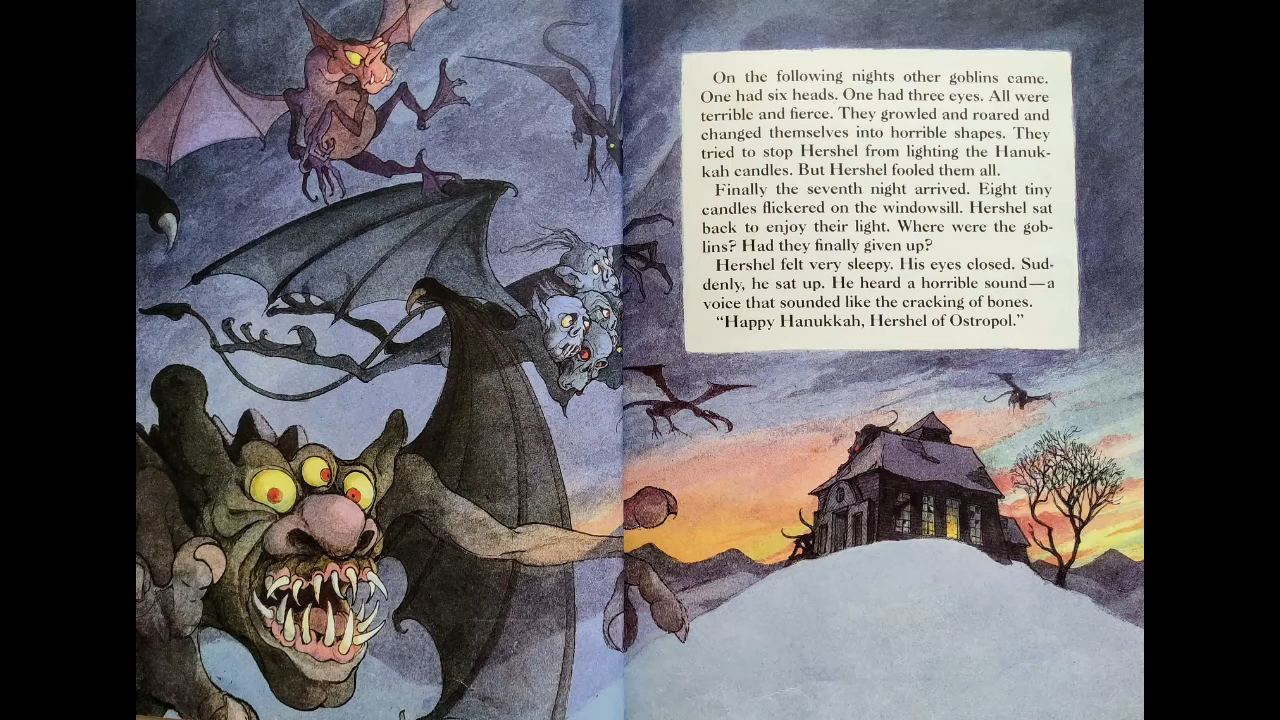 On the following nights other goblins came.
One had six heads. One had three eyes. All were
terrible and fierce. They growled and roared and
changed themselves into horrible shapes. They
tried to stop Hershel from lighting the Hanuk-
kah candles. But Hershel fooled them all.
Finally the seventh night arrived. Eight tiny
candles flickered on the windowsill. Hershel sat
back to enjoy their light. Where were the gob-
lins? Had they finally given up?
Hershel felt very sleepy. His eyes closed. Sud-
denly, he sat up. He heard a horrible sound—a
voice that sounded like the cracking of bones.
“Happy Hanukkah, Hershel of Ostropol.”